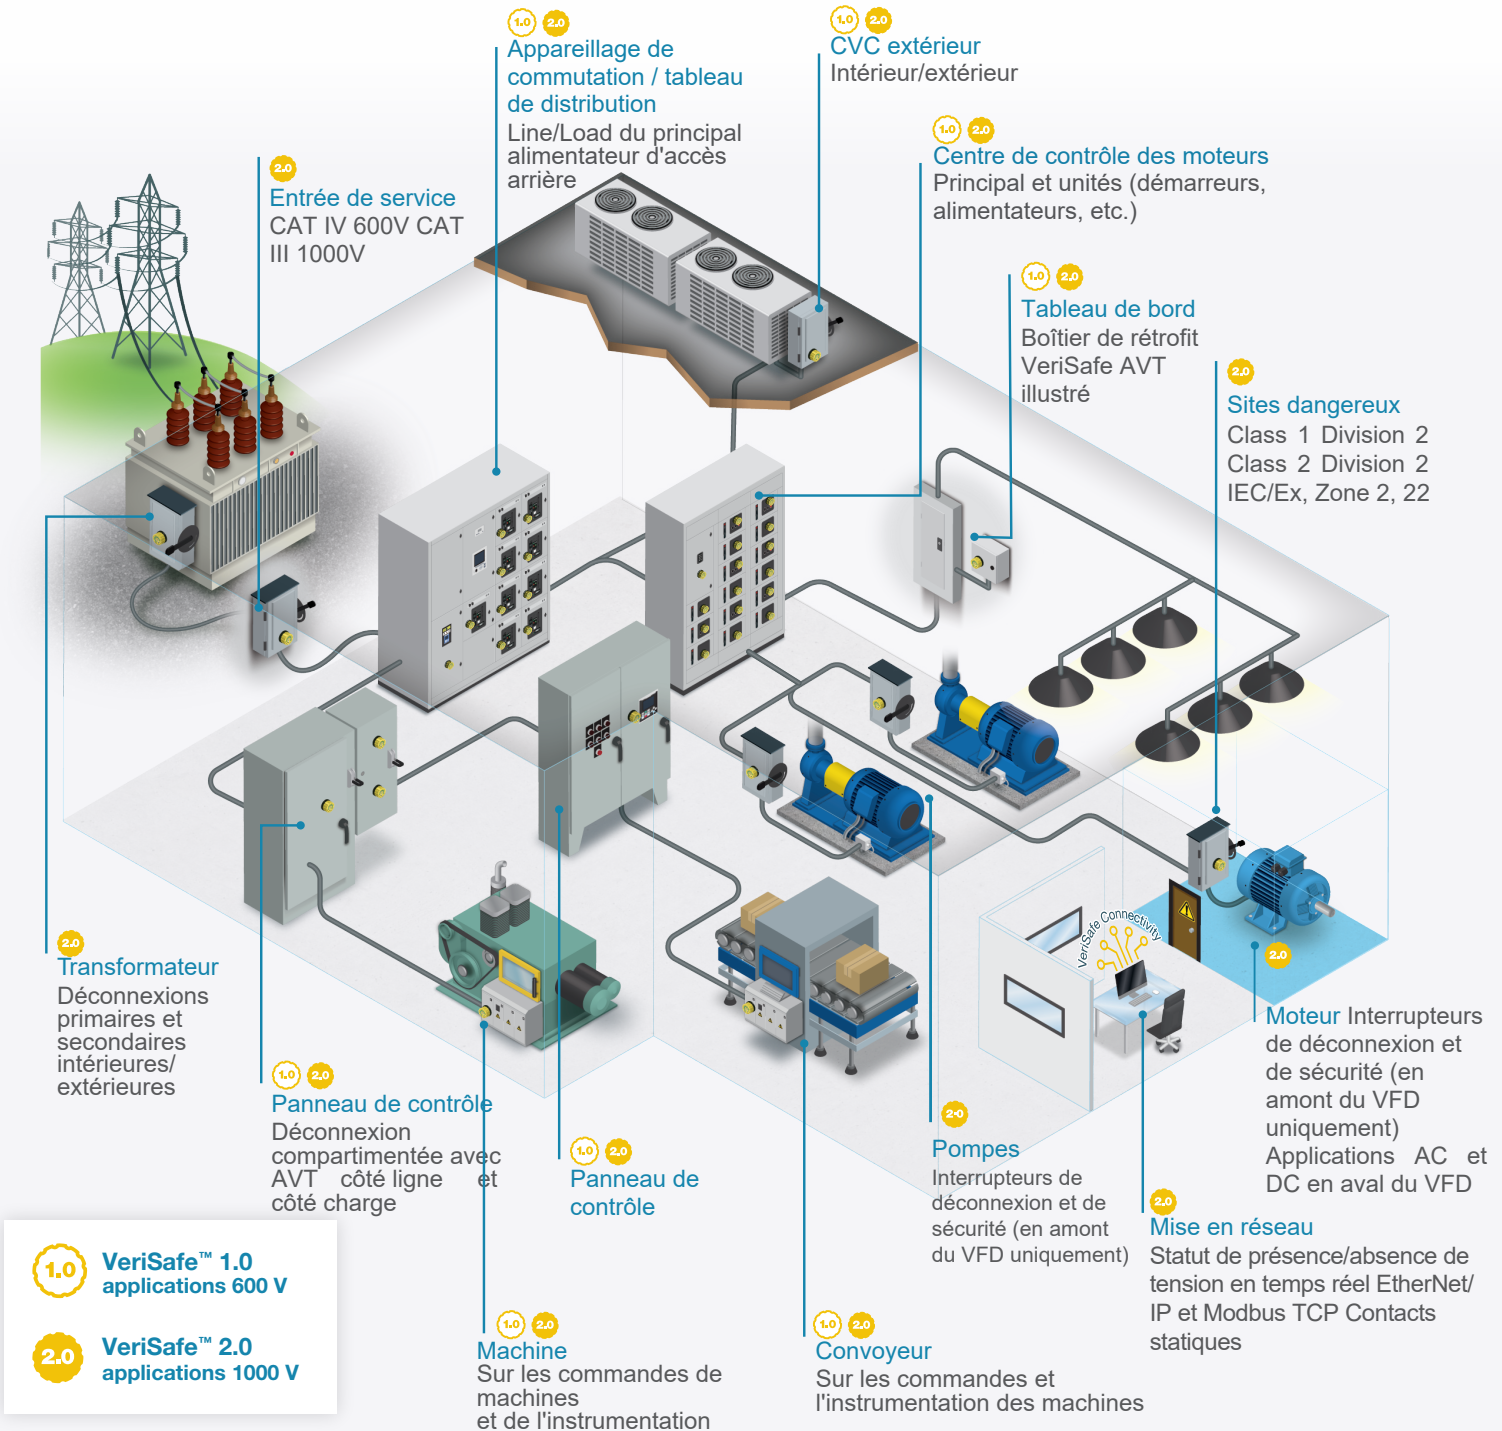 1.0 2.0
Appareillage de
commutation / tableau
de distribution
Line/Load du principal
alimentateur d'accès
arrière
1.0 2.0
CVC extérieur
Intérieur/extérieur
1.0 2.0
Centre de contrôle des moteurs
Principal et unités (démarreurs,
alimentateurs, etc.)
2.0
Entrée de service
CAT IV 600V CAT
III 1000V
1.0 2.0
Tableau de bord
Boîtier de rétrofit
VeriSafe AVT
illustré
2.0
Sites dangereux
Class 1 Division 2
Class 2 Division 2
IEC/Ex, Zone 2, 22
VeriSafe Connectivity
2.0
Transformateur
Déconnexions
primaires et
secondaires
intérieures/
extérieures
2.0
Moteur Interrupteurs
de déconnexion et
de sécurité (en
amont du VFD
uniquement)
Applications AC et
DC en aval du VFD
1.0 2.0
Panneau de contrôle
Déconnexion
compartimentée avec
AVT côté ligne et
côté charge
1.0 2.0
Panneau de
contrôle
2.0
Pompes
Interrupteurs de
déconnexion et de
sécurité (en amont
du VFD uniquement)
2.0
Mise en réseau
Statut de présence/absence de
tension en temps réel EtherNet/
IP et Modbus TCP Contacts
statiques
1.0 VeriSafe™ 1.0
applications 600 V
2.0 VeriSafe™ 2.0
applications 1000 V
1.0 2.0
Machine
Sur les commandes de
machines
et de l'instrumentation
1.0 2.0
Convoyeur
Sur les commandes et
l'instrumentation des machines